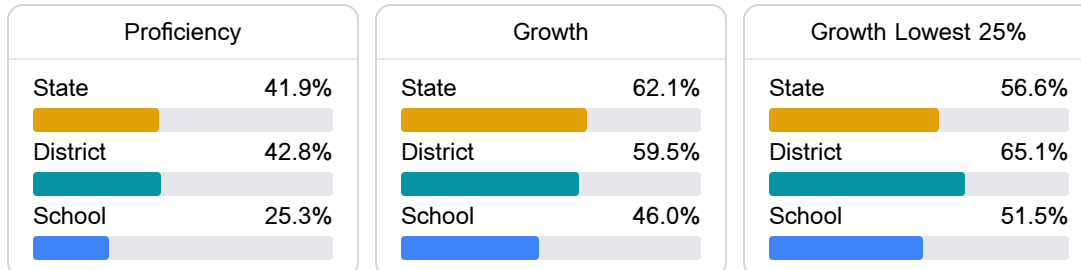 Proficiency
State 41.9%
District 42.8%
School 25.3%
Growth
State 62.1%
District 59.5%
School 46.0%
Growth Lowest 25%
State 56.6%
District 65.1%
School 51.5%